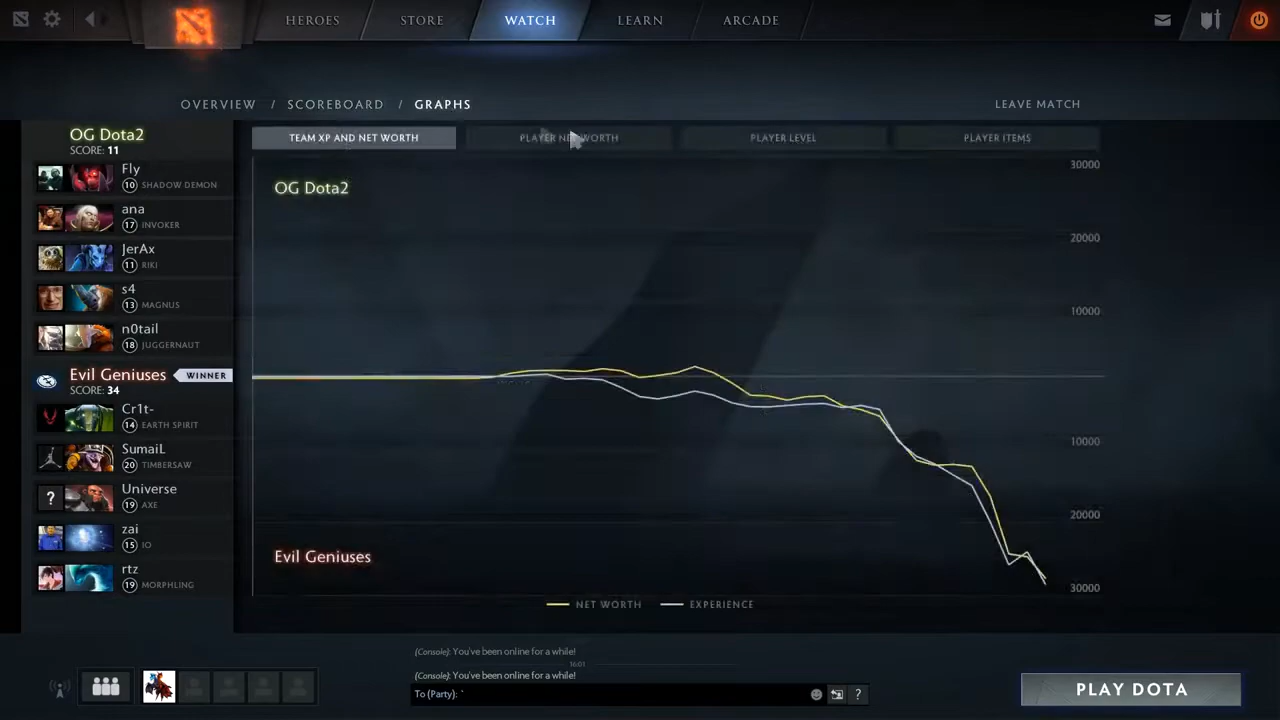 HEROES
STORE
WATCH
LEARN
ARCADE
OVERVIEW / SCOREBOARD / GRAPHS
LEAVE MATCH
OG Dota2
SCORE: 11
Fly
10 SHADOW DEMON
ana
17 INVOKER
JerAx
11 RIKI
s4
13 MAGNUS
n0tail
18 JUGGERNAUT
Evil Geniuses
WINNER
SCORE: 34
Cr1t-
14 EARTH SPIRIT
SumaiL
20 TIMBERSAW
Universe
? 19 AXE
zai
15 IO
rtz
19 MORPHLING
TEAM XP AND NET WORTH
PLAYER NET WORTH
PLAYER LEVEL
PLAYER ITEMS
OG Dota2
30000
20000
10000
10000
20000
30000
Evil Geniuses
NET WORTH
EXPERIENCE
(Console): You've been online for a while!
16:01
(Console): You've been online for a while!
To (Party): `
?
PLAY DOTA